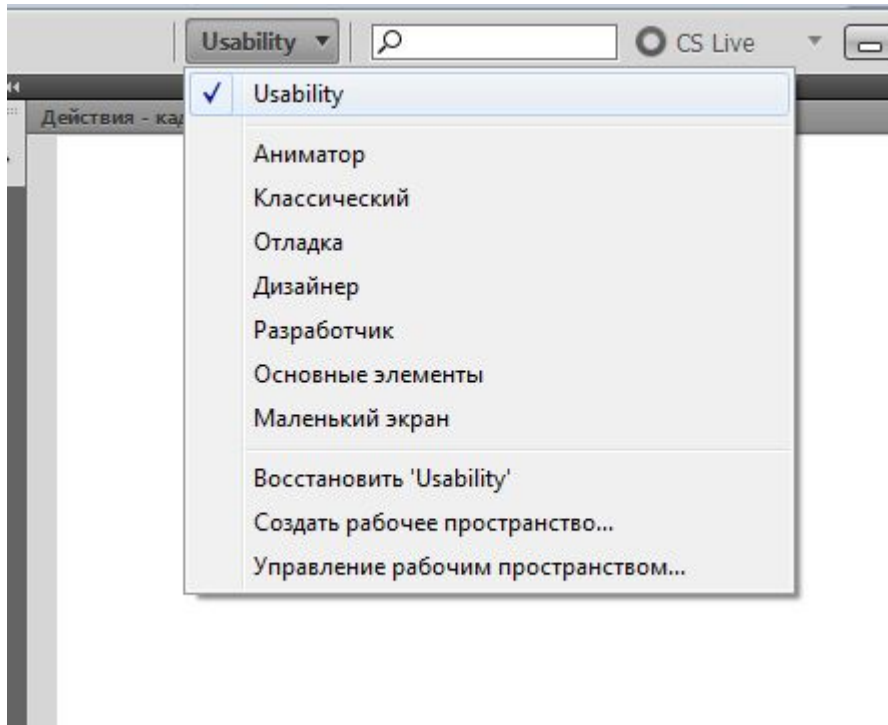 Usability
CS Live
Usability
Действия -
Аниматор
Классический
Отладка
Дизайнер
Разработчик
Основные элементы
Маленький экран
Восстановить 'Usability'
Создать рабочее пространство...
Управление рабочим пространством...